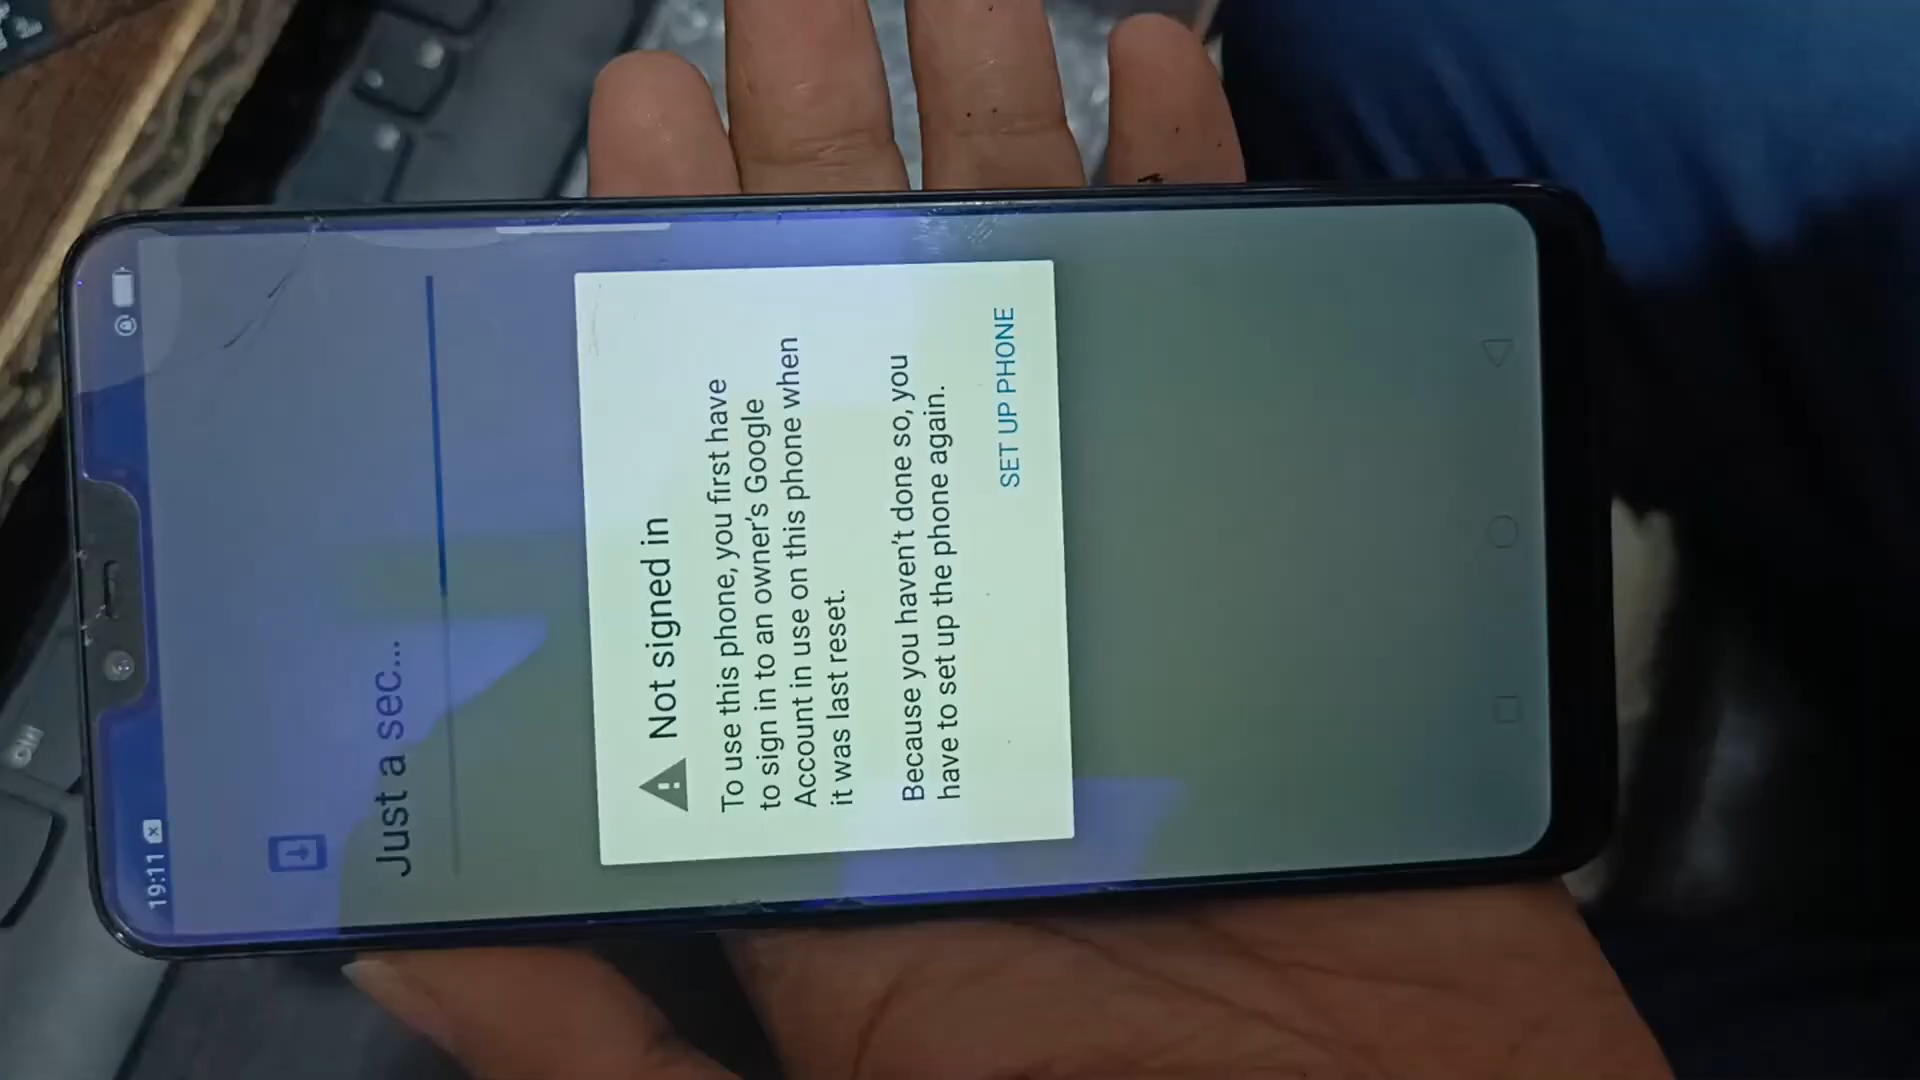 19:11
Just a sec...
Not signed in
To use this phone, you first have
to sign in to an owner's Google
Account in use on this phone when
it was last reset.
Because you haven't done so, you
have to set up the phone again.
SET UP PHONE